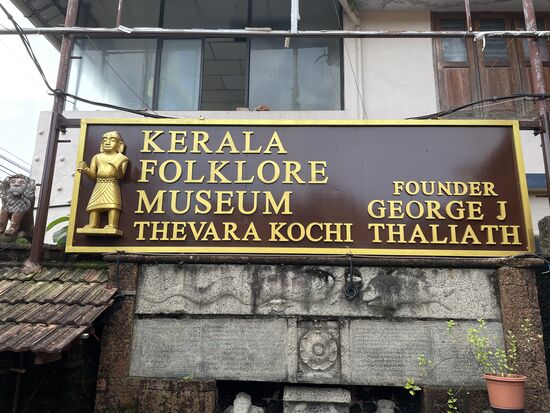 KERALA
FOLKLORE
MUSEUM
THEVARA KOCHI
FOUNDER
GEORGE J
THALIATH